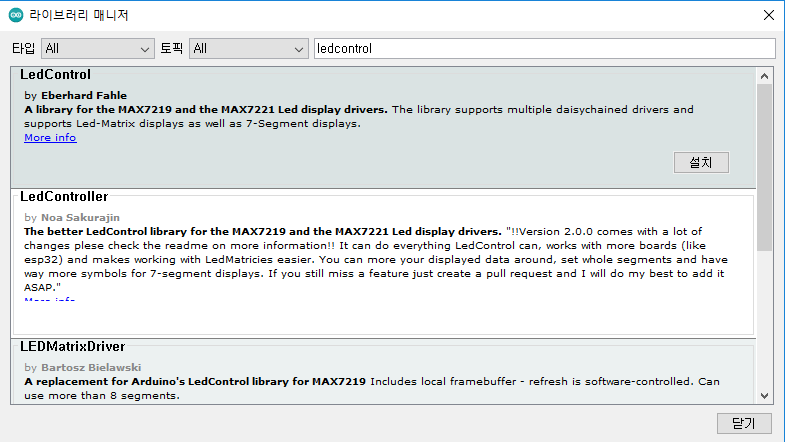 라이브러리 매니저
타입 All 토픽 All ledcontrol
LedControl
by Eberhard Fahle
A library for the MAX7219 and the MAX7221 Led display drivers. The library supports multiple daisychained drivers and
supports Led-Matrix displays as well as 7-Segment displays.
More info
설치
LedController
by Noa Sakurajin
The better LedControl library for the MAX7219 and the MAX7221 Led display drivers. "!!Version 2.0.0 comes with a lot of
changes plese check the readme on more information!! It can do everything LedControl can, works with more boards (like
esp32) and makes working with LedMatricies easier. You can more your displayed data around, set whole segments and have
way more symbols for 7-segment displays. If you still miss a feature just create a pull request and I will do my best to add it
ASAP."
More info
LEDMatrixDriver
by Bartosz Bielawski
A replacement for Arduino's LedControl library for MAX7219 Includes local framebuffer - refresh is software-controlled. Can
use more than 8 segments.
닫기